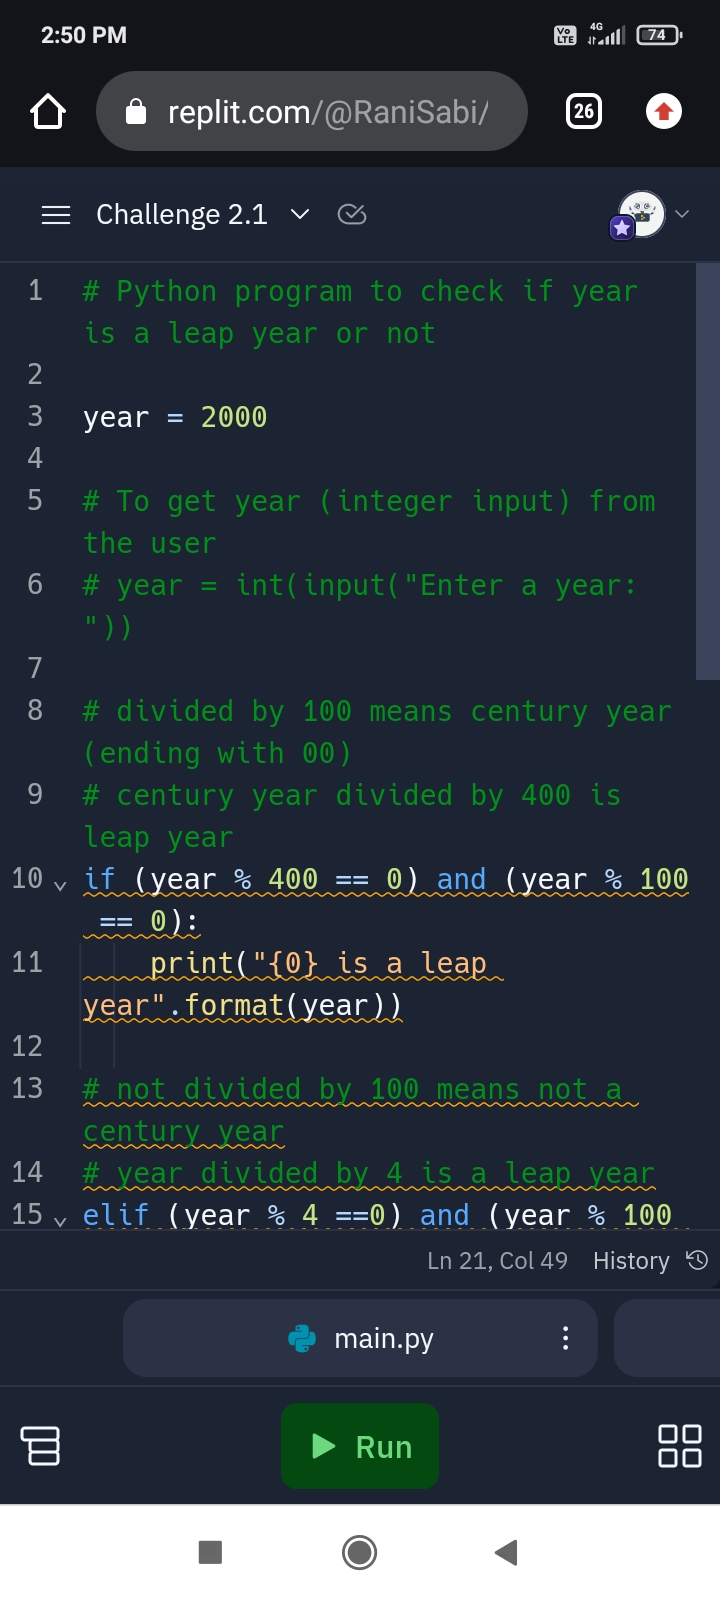 2:50 PM
Vo LTE 4G 74
replit.com/@RaniSabi/
26
Challenge 2.1
1 # Python program to check if year
is a leap year or not
2
3 year = 2000
4
5 # To get year (integer input) from
the user
6 # year = int(input("Enter a year:
"))
7
8 # divided by 100 means century year
(ending with 00)
9 # century year divided by 400 is
leap year
10 if (year % 400 == 0) and (year % 100
== 0):
11 print("{0} is a leap
year".format(year))
12
13 # not divided by 100 means not a
century year
14 # year divided by 4 is a leap year
15 elif (year % 4 ==0) and (year % 100
Ln 21, Col 49 History
main.py
Run